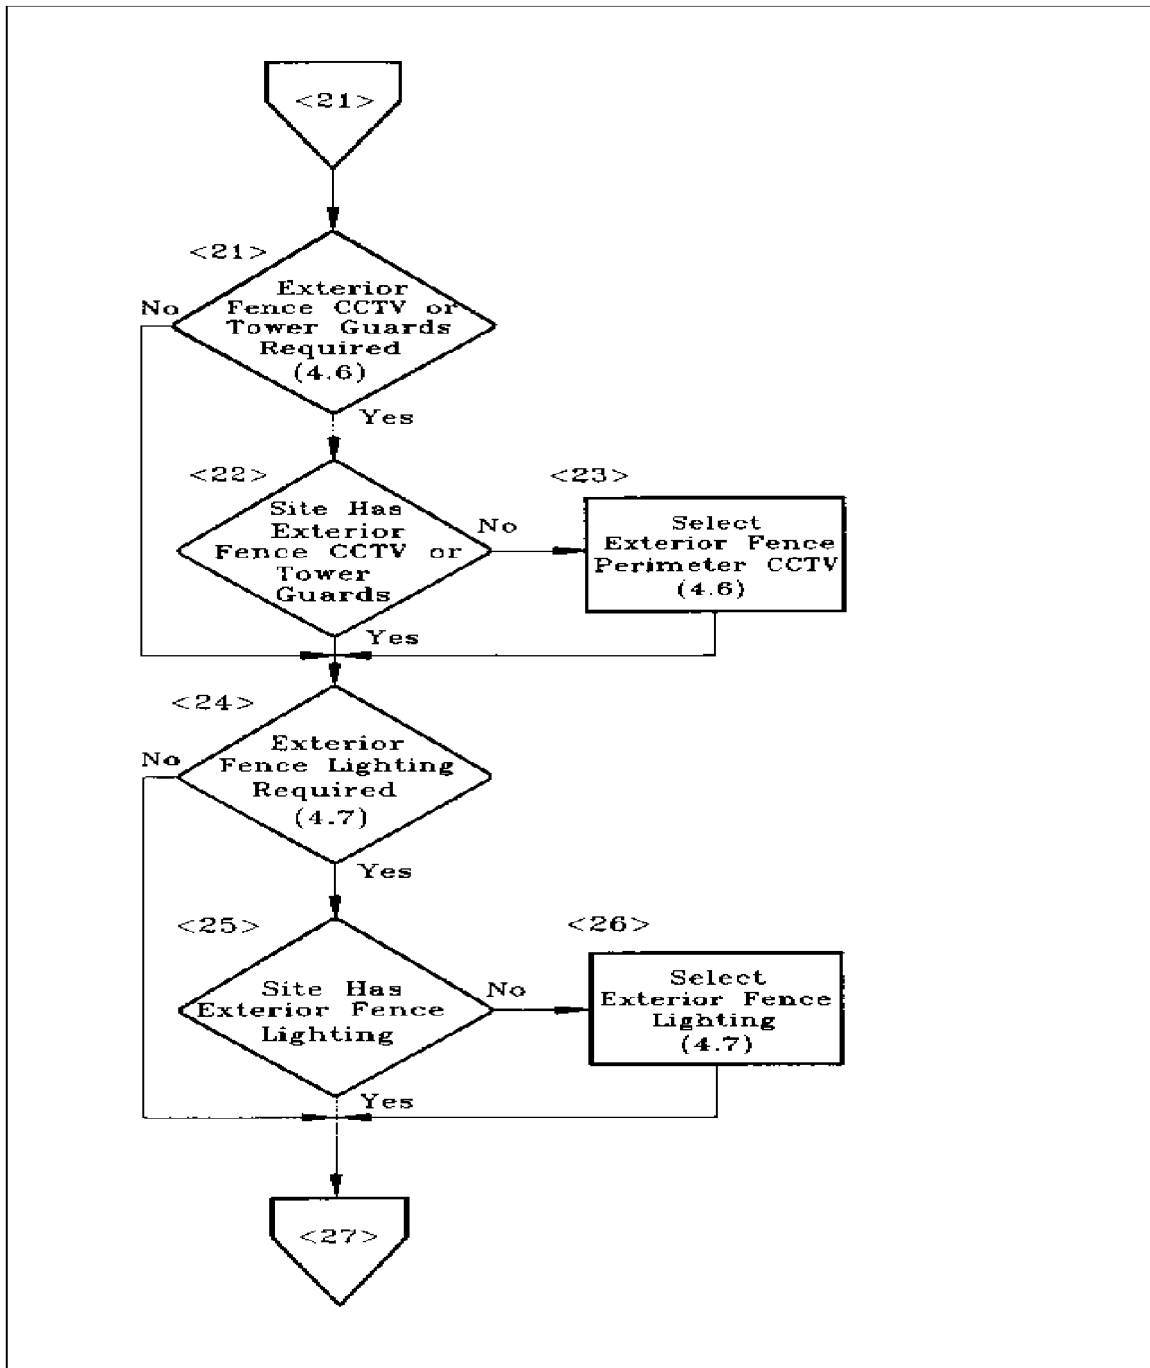 <21>
<21>
Exterior
Fence CCTV or
Tower Guards
Required
(4.6)
No
Yes
<22>
Site Has
Exterior
Fence CCTV or
Tower
Guards
No
<23>
Select
Exterior Fence
Perimeter CCTV
(4.6)
Yes
<24>
Exterior
Fence Lighting
Required
(4.7)
No
Yes
<25>
Site Has
Exterior Fence
Lighting
No
<26>
Select
Exterior Fence
Lighting
(4.7)
Yes
<27>